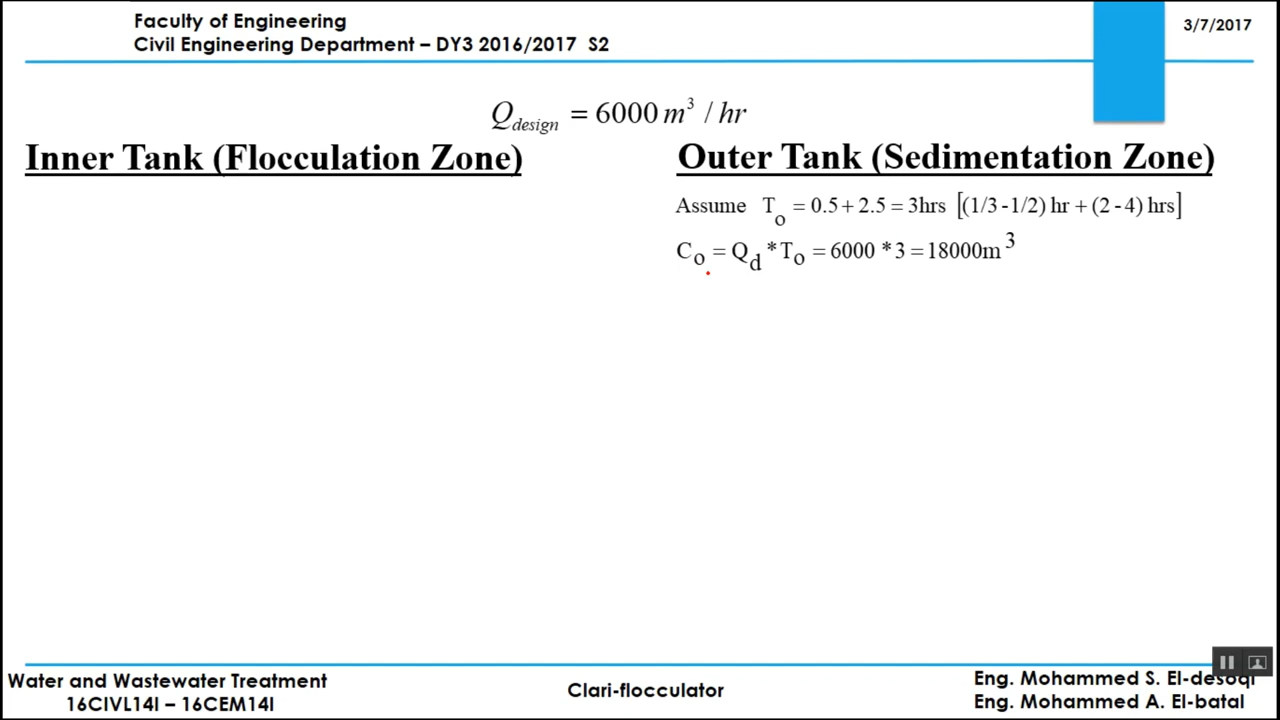 Faculty of Engineering
Civil Engineering Department – DY3 2016/2017 S2
3/7/2017
Q_design = 6000 m³ / hr
Inner Tank (Flocculation Zone)
Outer Tank (Sedimentation Zone)
Assume T_o = 0.5 + 2.5 = 3hrs [(1/3 - 1/2) hr + (2 - 4) hrs]
C_o = Q_d * T_o = 6000 * 3 = 18000m³
Water and Wastewater Treatment
16CIVL14I – 16CEM14I
Clari-flocculator
Eng. Mohammed S. El-desoqi
Eng. Mohammed A. El-batal